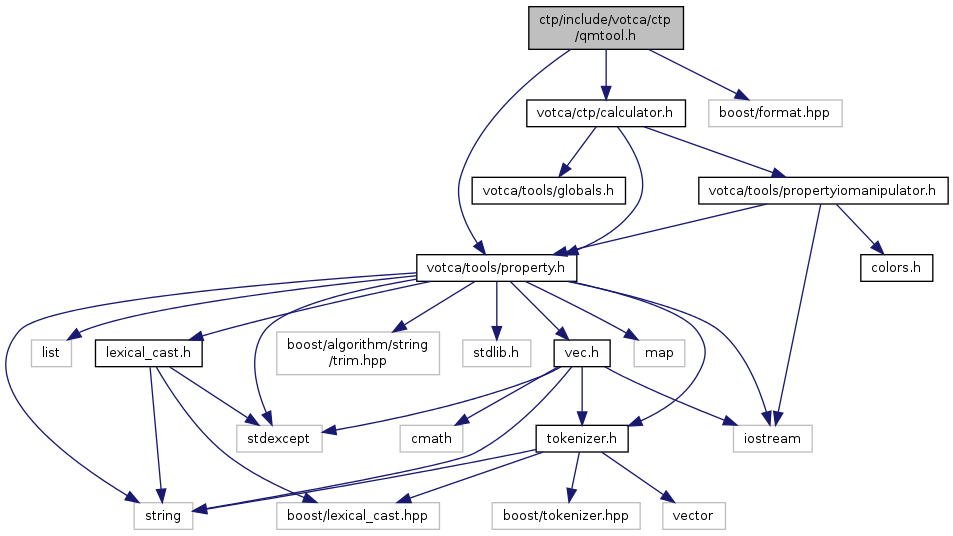 ctp/include/votca/ctp
/qmtool.h
votca/ctp/calculator.h
boost/format.hpp
votca/tools/globals.h
votca/tools/propertyiomanipulator.h
votca/tools/property.h
colors.h
list
lexical_cast.h
boost/algorithm/string
/trim.hpp
stdlib.h
vec.h
map
stdexcept
cmath
tokenizer.h
iostream
string
boost/lexical_cast.hpp
boost/tokenizer.hpp
vector